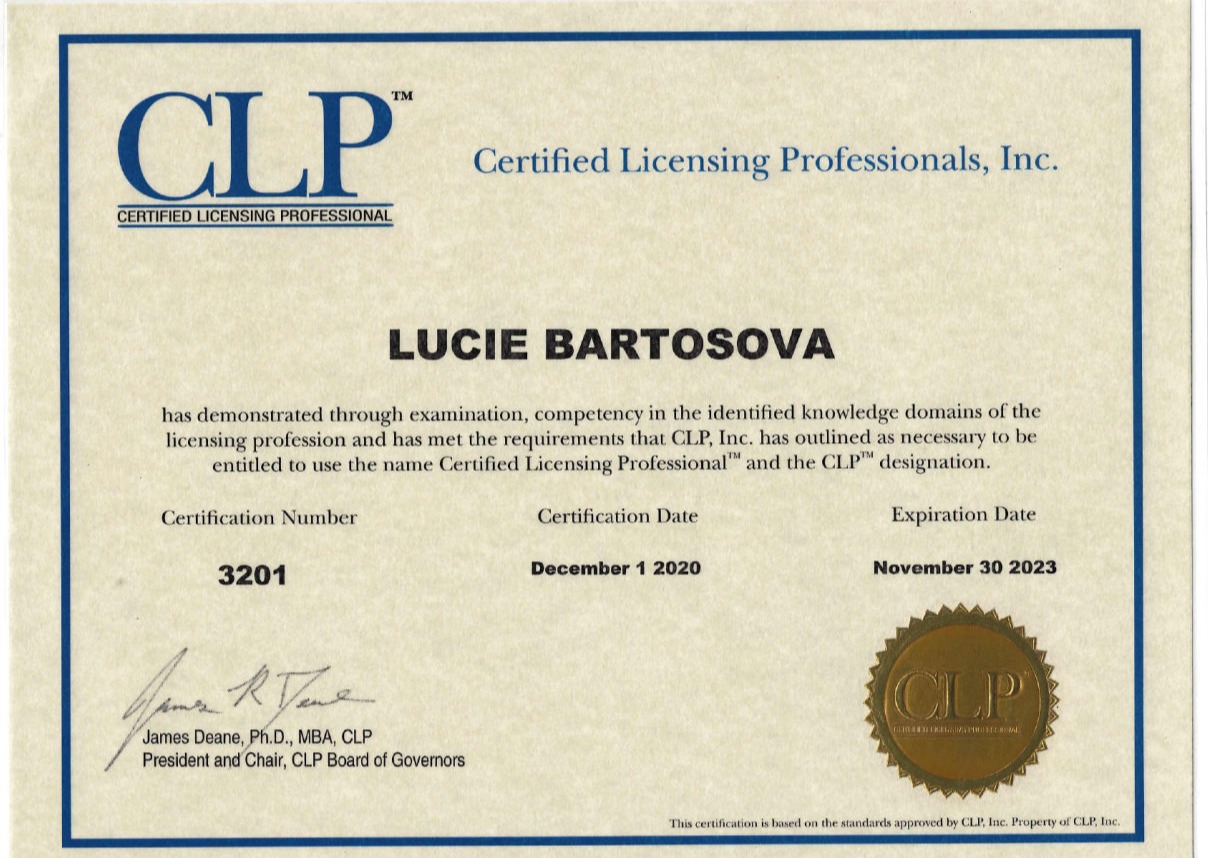 CLP™
CERTIFIED LICENSING PROFESSIONAL
Certified Licensing Professionals, Inc.
LUCIE BARTOSOVA
has demonstrated through examination, competency in the identified knowledge domains of the
licensing profession and has met the requirements that CLP, Inc. has outlined as necessary to be
entitled to use the name Certified Licensing Professional™ and the CLP™ designation.
Certification Number
Certification Date
Expiration Date
3201
December 1 2020
November 30 2023
James R Deane
James Deane, Ph.D., MBA, CLP
President and Chair, CLP Board of Governors
CLP
CERTIFIED LICENSING PROFESSIONAL
This certification is based on the standards approved by CLP, Inc. Property of CLP, Inc.